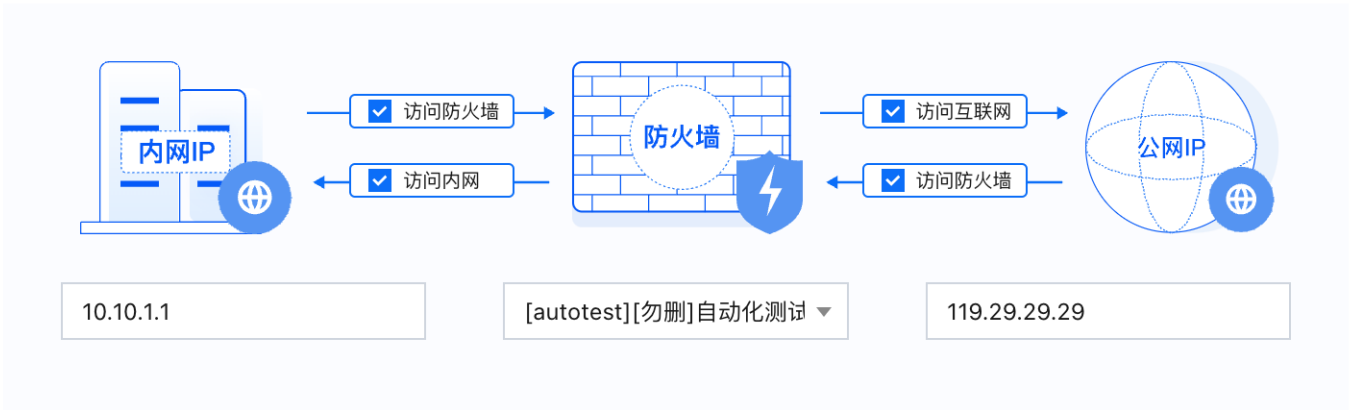 访问防火墙
访问互联网
内网IP
防火墙
公网IP
访问内网
访问防火墙
10.10.1.1
[autotest][勿删]自动化测试
119.29.29.29